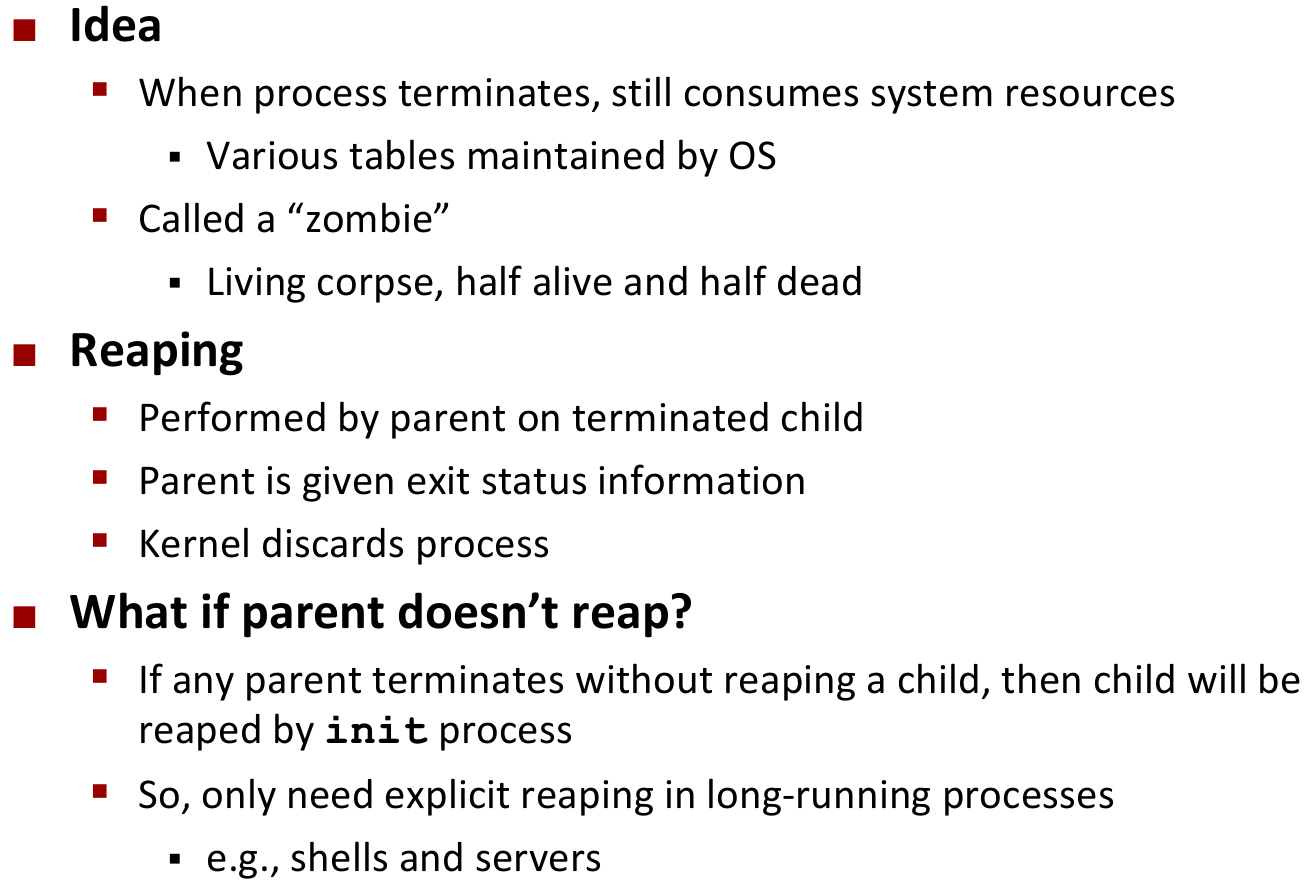 Idea
When process terminates, still consumes system resources
Various tables maintained by OS
Called a “zombie”
Living corpse, half alive and half dead
Reaping
Performed by parent on terminated child
Parent is given exit status information
Kernel discards process
What if parent doesn’t reap?
If any parent terminates without reaping a child, then child will be
reaped by init process
So, only need explicit reaping in long-running processes
e.g., shells and servers